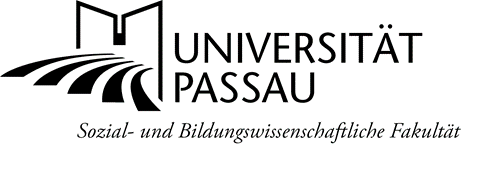 UNIVERSITÄT
PASSAU
Sozial- und Bildungswissenschaftliche Fakultät